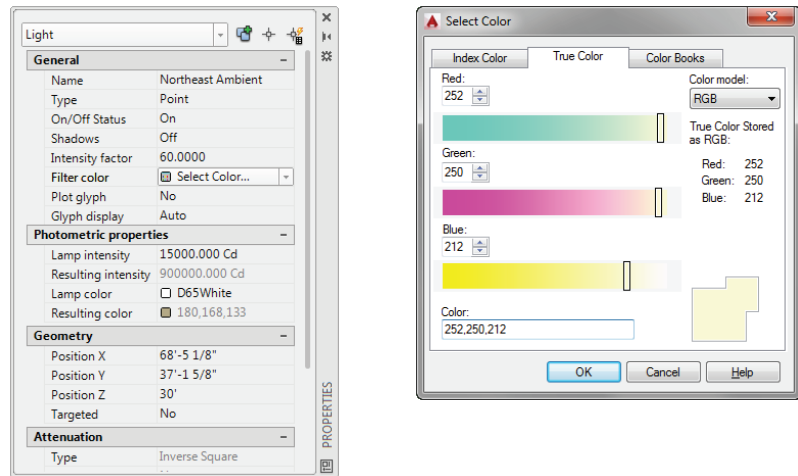 Light
General
Name Northeast Ambient
Type Point
On/Off Status On
Shadows Off
Intensity factor 60.0000
Filter color Select Color...
Plot glyph No
Glyph display Auto
Photometric properties
Lamp intensity 15000.000 Cd
Resulting intensity 900000.000 Cd
Lamp color D65White
Resulting color 180,168,133
Geometry
Position X 68'-5 1/8"
Position Y 37'-1 5/8"
Position Z 30'
Targeted No
Attenuation
Type Inverse Square
PROPERTIES
Select Color
Index Color True Color Color Books
Red:
252
Green:
250
Blue:
212
Color:
252,250,212
Color model:
RGB
True Color Stored
as RGB:
Red: 252
Green: 250
Blue: 212
OK Cancel Help